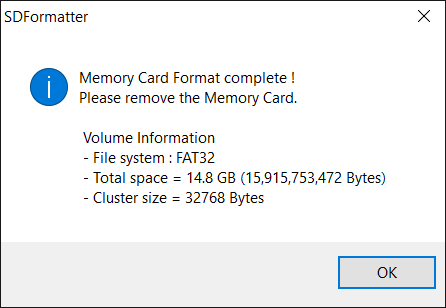 SDFormatter
Memory Card Format complete !
Please remove the Memory Card.
Volume Information
- File system : FAT32
- Total space = 14.8 GB (15,915,753,472 Bytes)
- Cluster size = 32768 Bytes
OK